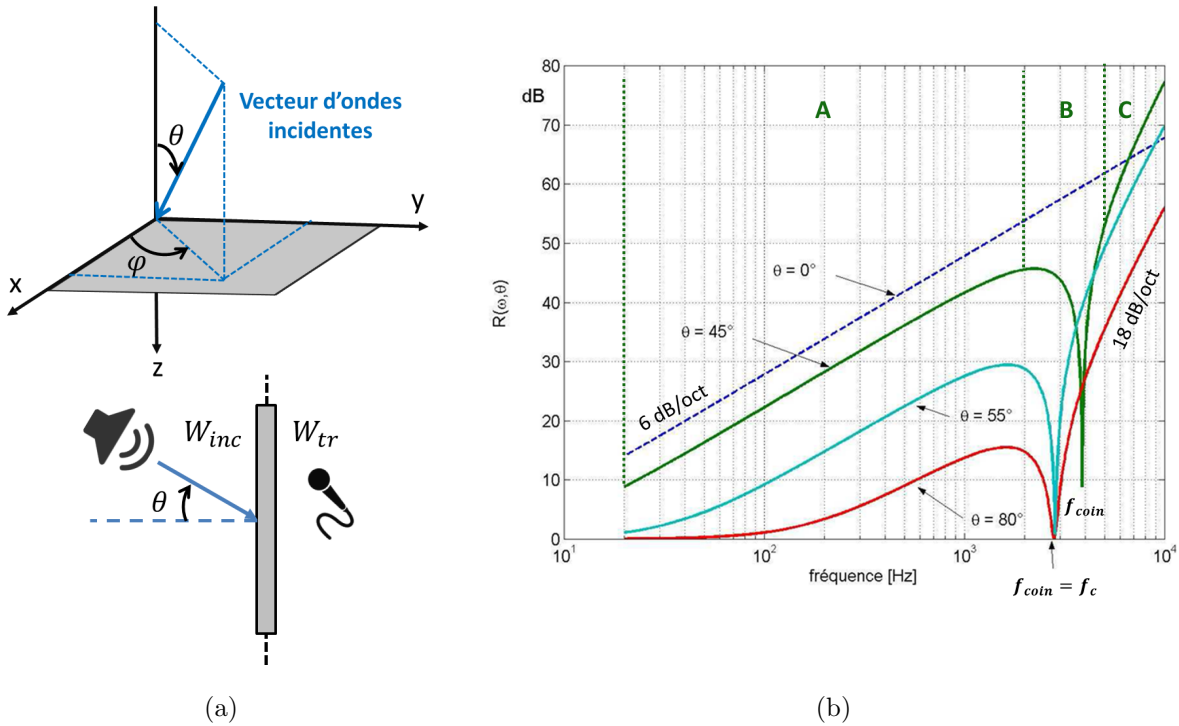 θ
Vecteur d'ondes
incidentes
y
φ
x
z
W_inc
W_tr
θ
(a)
80
dB
70
60
50
40
30
20
10
0
R(ω,θ)
A
B
C
θ = 0°
θ = 45°
6 dB/oct
θ = 55°
θ = 80°
18 dB/oct
f_coin
10^1
10^2
10^3
10^4
fréquence [Hz]
f_coin = f_c
(b)